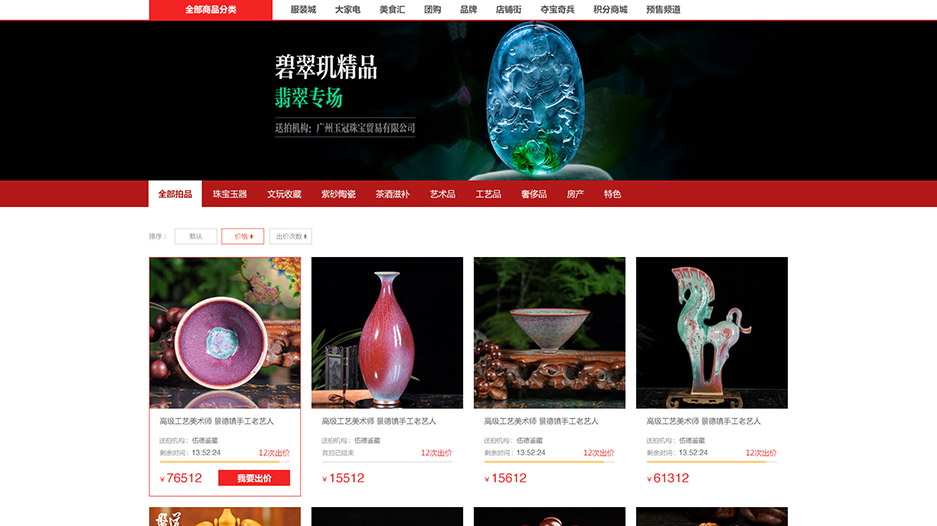 全部商品分类 服装城 大家电 美食汇 团购 品牌 店铺街 夺宝奇兵 积分商城 预售频道
碧翠玑精品
翡翠专场
送拍机构：广州玉冠珠宝贸易有限公司
全部拍品 珠宝玉器 文玩收藏 紫砂陶瓷 茶酒滋补 艺术品 工艺品 奢侈品 房产 特色
排序： 默认 价格 出价次数
高级工艺美术师 景德镇手工老艺人 高级工艺美术师 景德镇手工老艺人 高级工艺美术师 景德镇手工老艺人 高级工艺美术师 景德镇手工老艺人
送拍机构：伍德鉴藏 送拍机构：伍德鉴藏 送拍机构：伍德鉴藏 送拍机构：伍德鉴藏
剩余时间：13:52:24 12次出价 竞拍已结束 12次出价 剩余时间：13:52:24 12次出价 剩余时间：13:52:24 12次出价
¥76512 我要出价 ¥15512 ¥15612 ¥61312